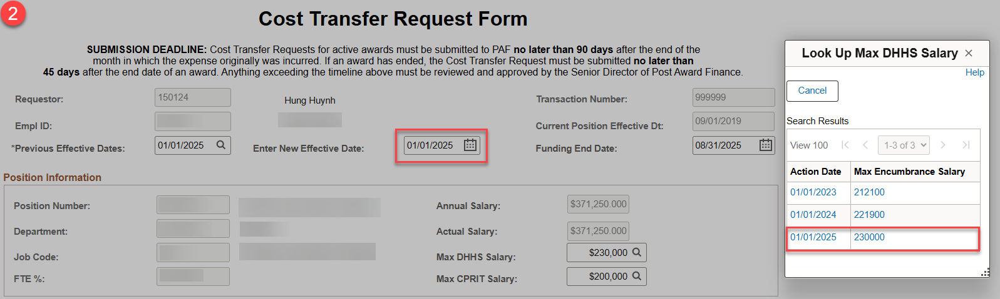 2
Cost Transfer Request Form
SUBMISSION DEADLINE: Cost Transfer Requests for active awards must be submitted to PAF no later than 90 days after the end of the
month in which the expense originally was incurred. If an award has ended, the Cost Transfer Request must be submitted no later than
45 days after the end date of an award. Anything exceeding the timeline above must be reviewed and approved by the Senior Director of Post Award Finance.
Requestor: 150124 Hung Huynh Transaction Number: 999999
Empl ID: Current Position Effective Dt: 09/01/2019
*Previous Effective Dates: 01/01/2025 Enter New Effective Date: 01/01/2025 Funding End Date: 08/31/2025
Position Information
Position Number: Annual Salary: $371,250.000
Department: Actual Salary: $371,250.000
Job Code: Max DHHS Salary: $230,000
FTE %: Max CPRIT Salary: $200,000
Look Up Max DHHS Salary ×
Help
Cancel
Search Results
View 100 1-3 of 3
Action Date Max Encumbrance Salary
01/01/2023 212100
01/01/2024 221900
01/01/2025 230000